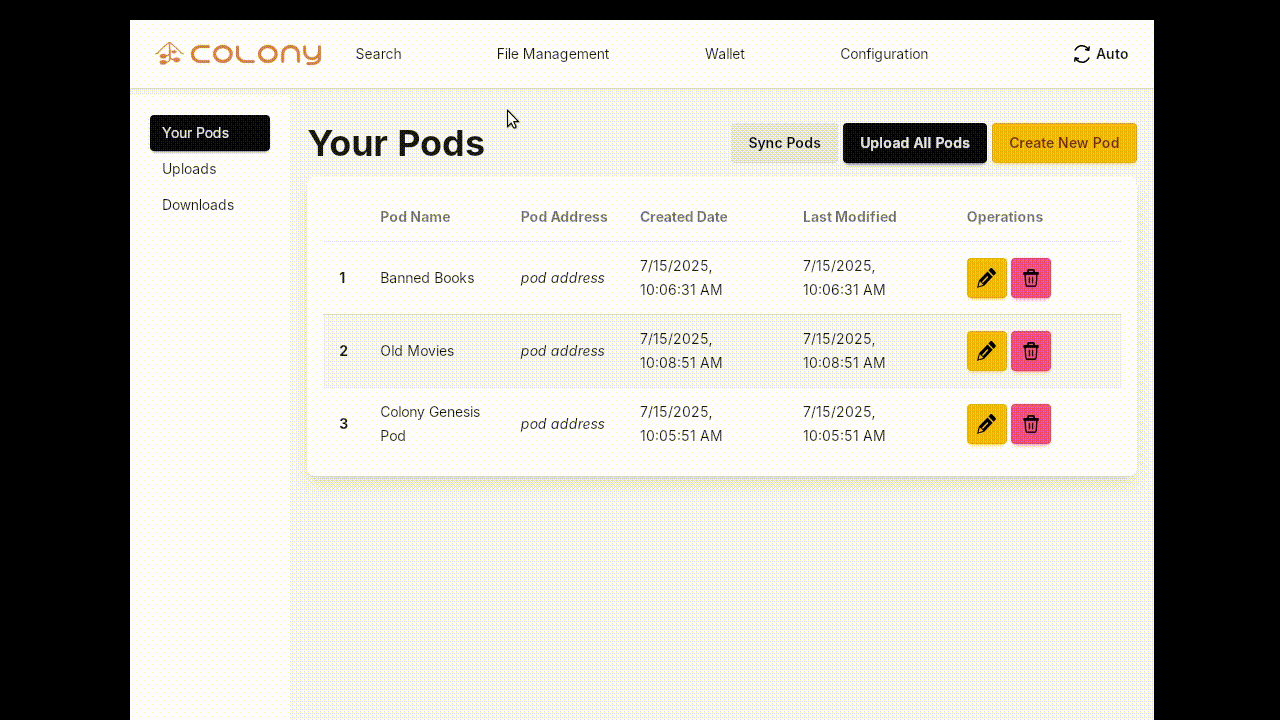 COLONY Search File Management Wallet Configuration Auto
Your Pods
Uploads
Downloads
Your Pods Sync Pods Upload All Pods Create New Pod
Pod Name Pod Address Created Date Last Modified Operations
1 Banned Books pod address 7/15/2025, 10:06:31 AM 7/15/2025, 10:06:31 AM
2 Old Movies pod address 7/15/2025, 10:08:51 AM 7/15/2025, 10:08:51 AM
3 Colony Genesis Pod pod address 7/15/2025, 10:05:51 AM 7/15/2025, 10:05:51 AM